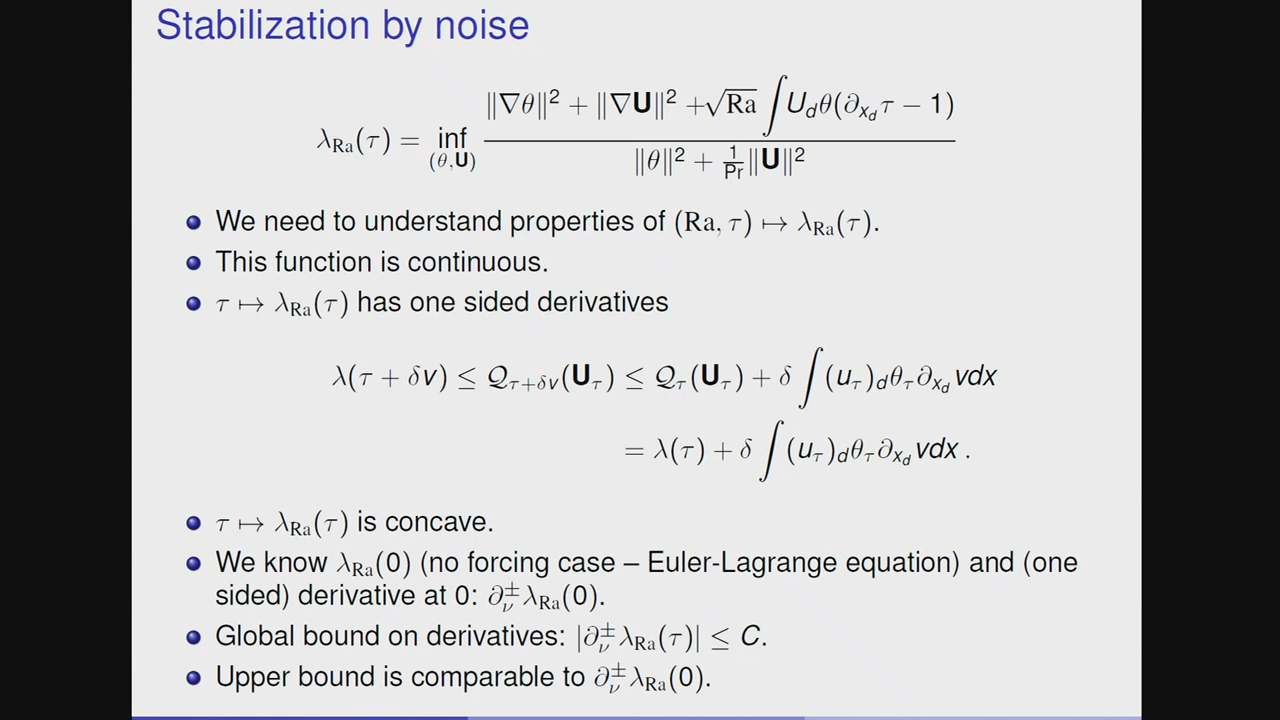 Stabilization by noise
λ_Ra(τ) = inf_(θ,U) (‖∇θ‖² + ‖∇U‖² + √Ra ∫ U_d θ(∂_{x_d} τ − 1)) / (‖θ‖² + 1/Pr ‖U‖²)
We need to understand properties of (Ra, τ) ↦ λ_Ra(τ).
This function is continuous.
τ ↦ λ_Ra(τ) has one sided derivatives
λ(τ + δv) ≤ 𝒬_{τ+δv}(U_τ) ≤ 𝒬_τ(U_τ) + δ ∫ (u_τ)_d θ_τ ∂_{x_d} v dx
= λ(τ) + δ ∫ (u_τ)_d θ_τ ∂_{x_d} v dx .
τ ↦ λ_Ra(τ) is concave.
We know λ_Ra(0) (no forcing case – Euler-Lagrange equation) and (one
sided) derivative at 0: ∂_ν^± λ_Ra(0).
Global bound on derivatives: |∂_ν^± λ_Ra(τ)| ≤ C.
Upper bound is comparable to ∂_ν^± λ_Ra(0).